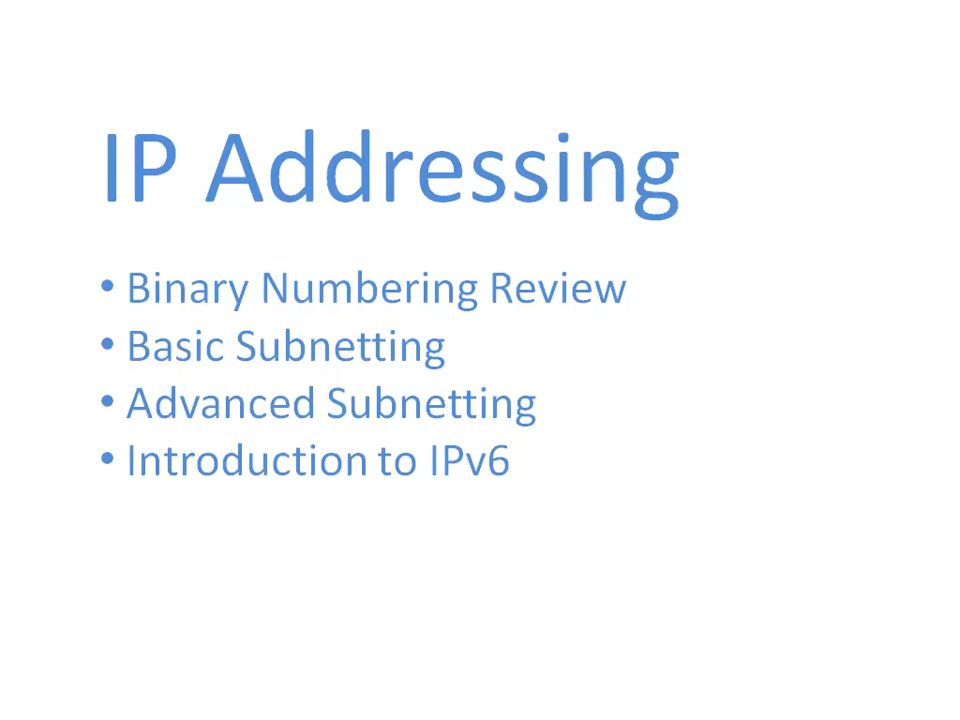 IP Addressing
• Binary Numbering Review
• Basic Subnetting
• Advanced Subnetting
• Introduction to IPv6